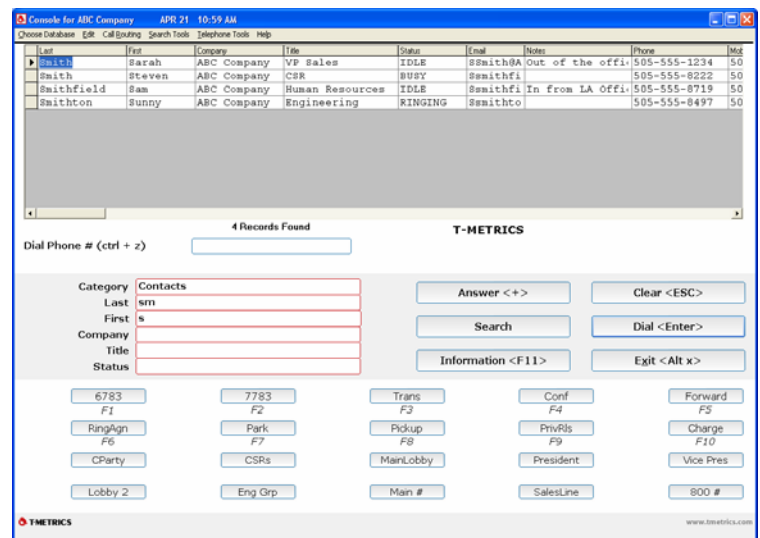 Console for ABC Company APR 21 10:59 AM
Choose Database Edit Call Routing Search Tools Telephone Tools Help
Last First Company Title Status Email Notes Phone Mot
Smith Sarah ABC Company VP Sales IDLE SSmith@A Out of the offi 505-555-1234 50
Smith Steven ABC Company CSR BUSY Ssmithfi 505-555-8222 50
Smithfield Sam ABC Company Human Resources IDLE Ssmithfi In from LA Offi 505-555-8719 50
Smithton Sunny ABC Company Engineering RINGING Ssmithto 505-555-8497 50
4 Records Found
T-METRICS
Dial Phone # (ctrl + z)
Category Contacts
Last sm
First s
Company
Title
Status
Answer <+> Clear <ESC>
Search Dial <Enter>
Information <F11> Exit <Alt x>
6783 7783 Trans Conf Forward
F1 F2 F3 F4 F5
RingAgn Park Pickup PrivRls Charge
F6 F7 F8 F9 F10
CParty CSRs MainLobby President Vice Pres
Lobby 2 Eng Grp Main # SalesLine 800 #
T-METRICS www.tmetrics.com